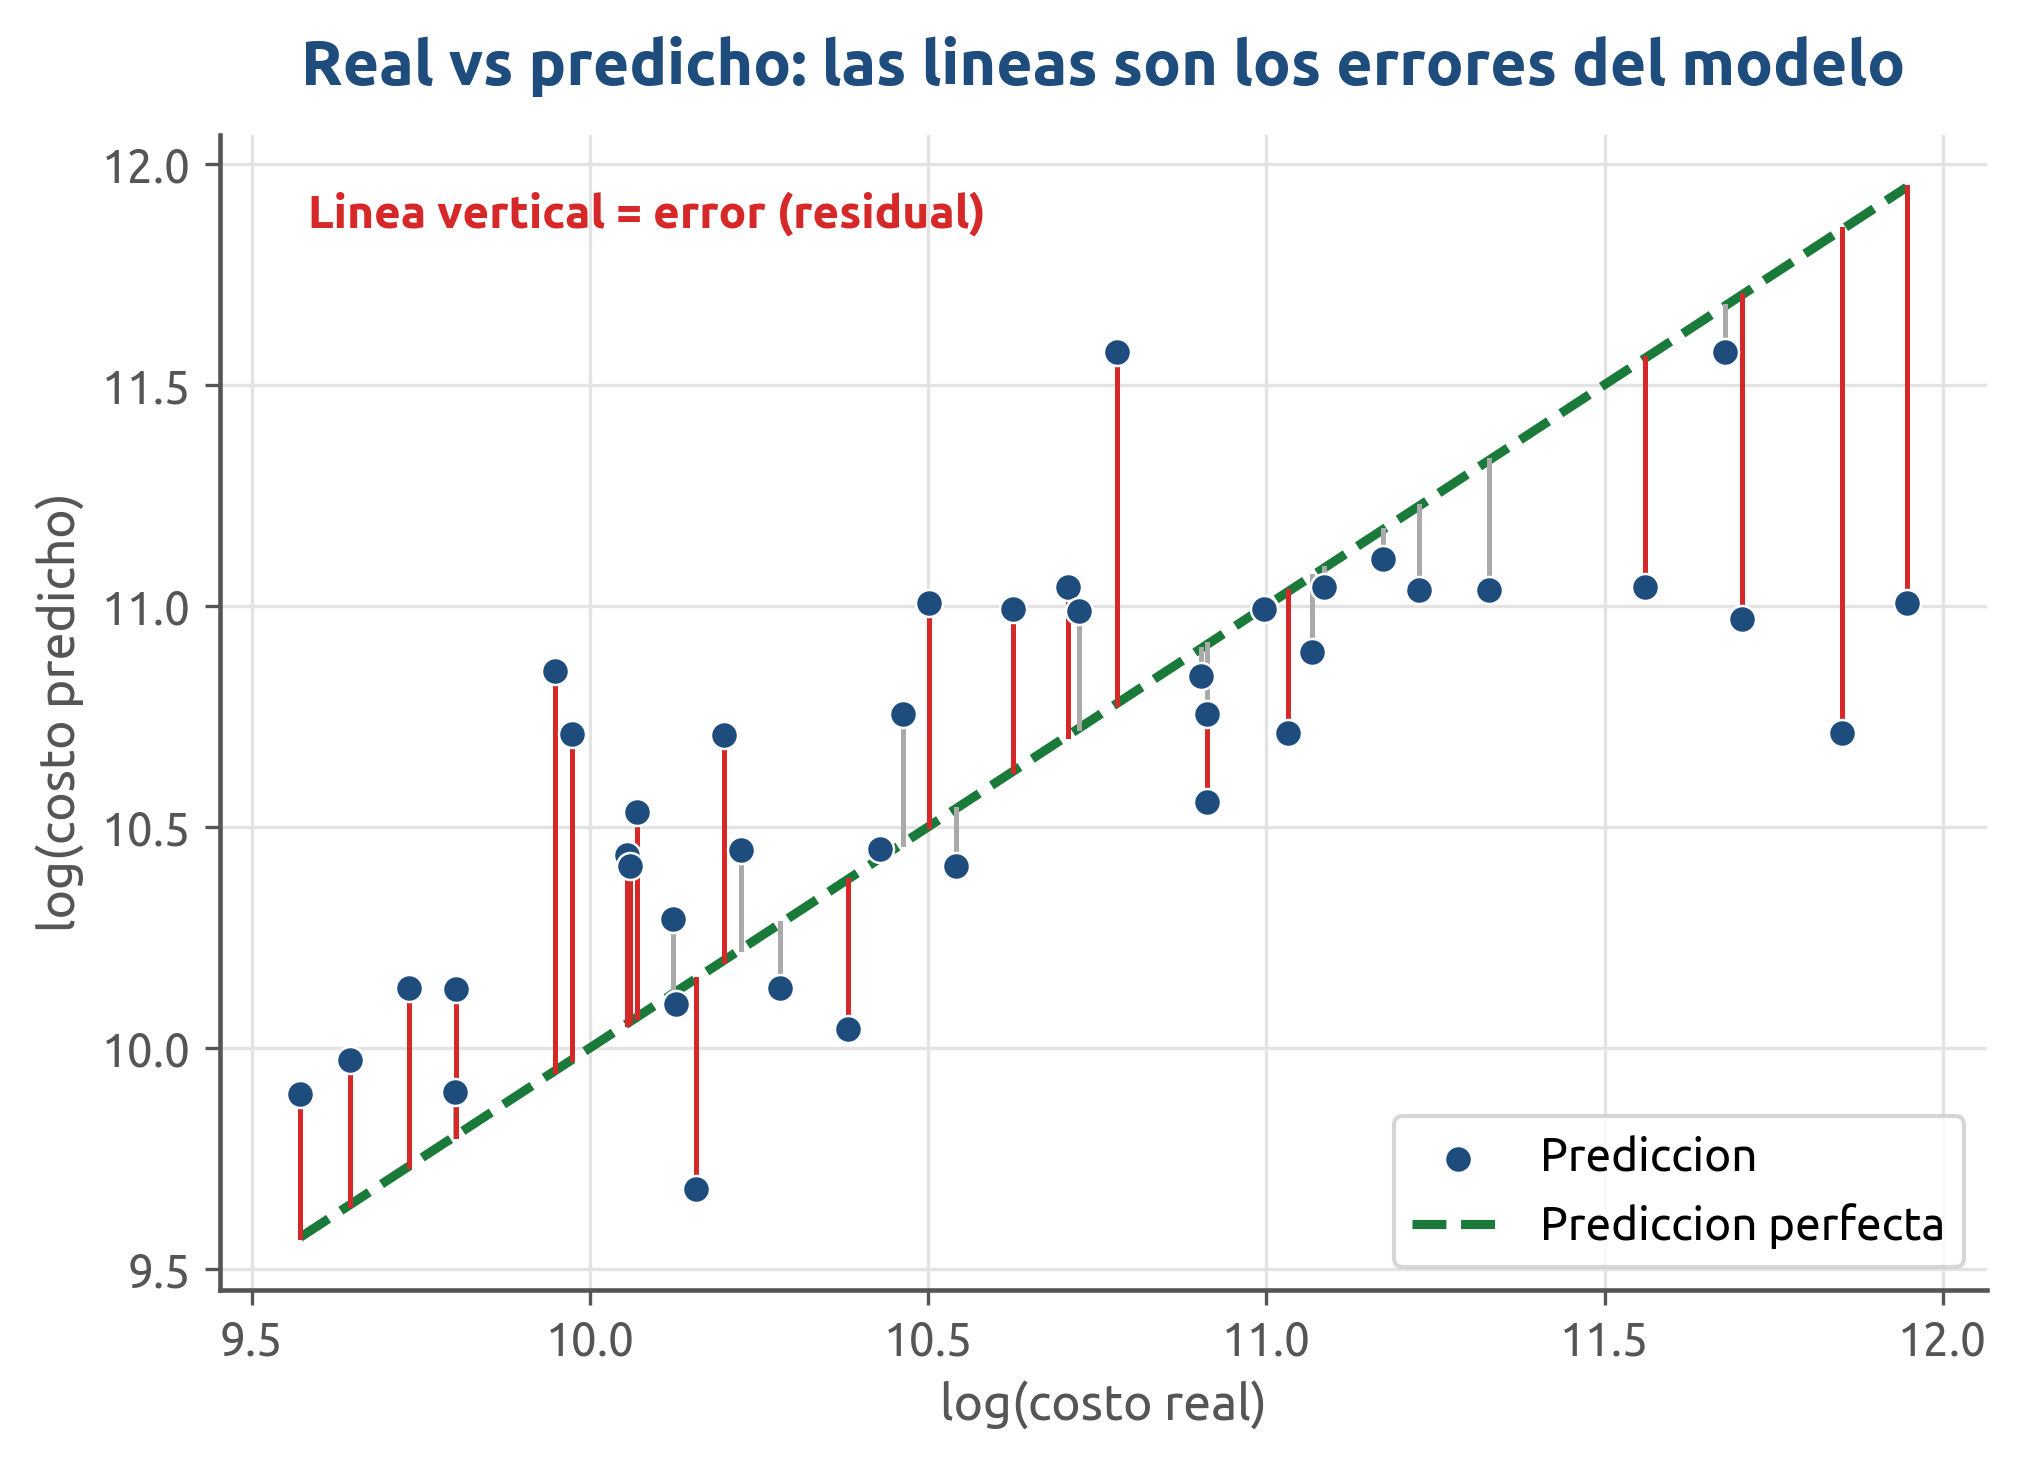 Real vs predicho: las lineas son los errores del modelo
Linea vertical = error (residual)
log(costo predicho)
12.0
11.5
11.0
10.5
10.0
9.5
Prediccion
Prediccion perfecta
9.5 10.0 10.5 11.0 11.5 12.0
log(costo real)